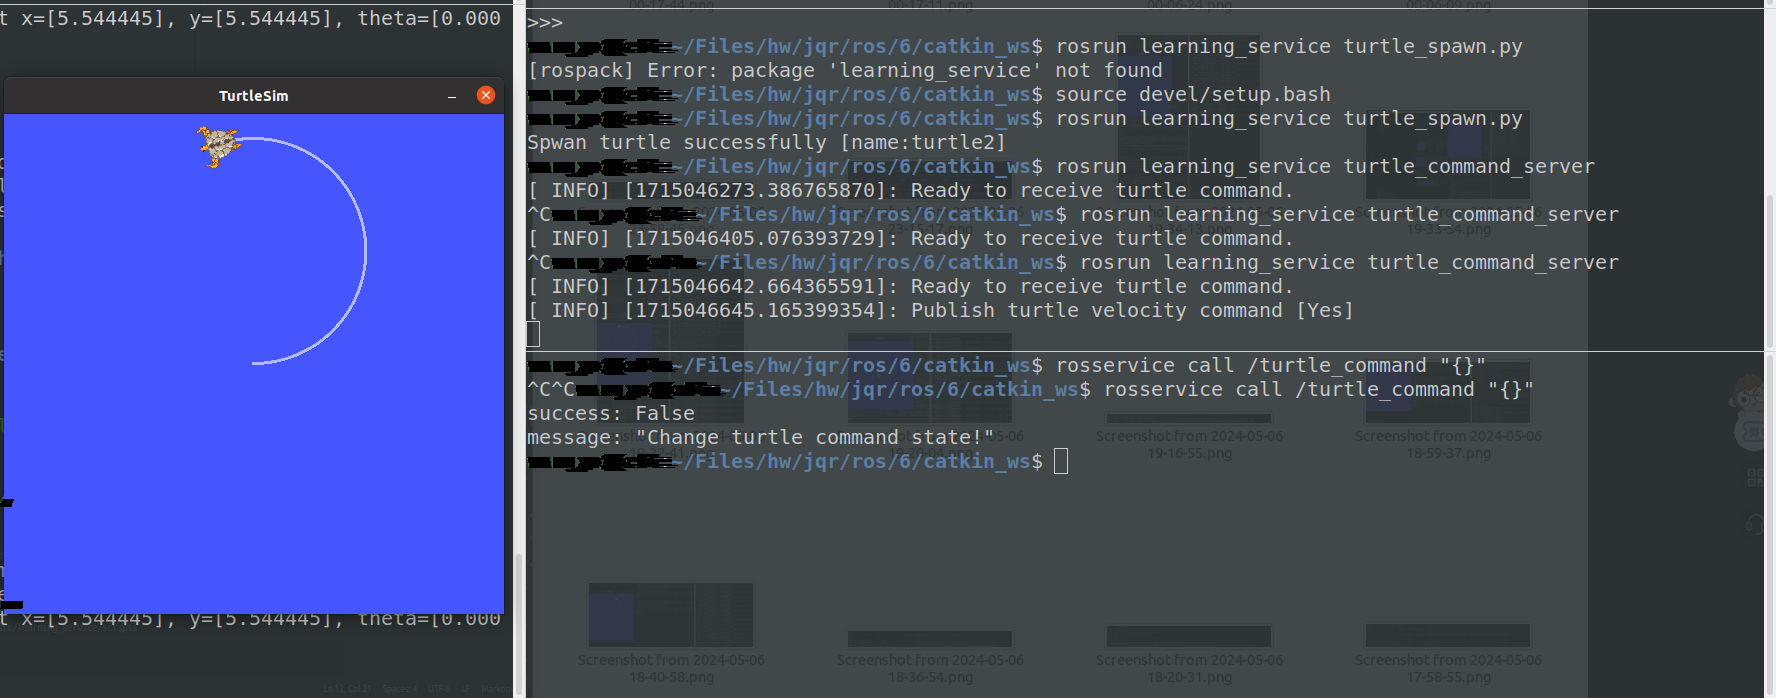 t x=[5.544445], y=[5.544445], theta=[0.000
TurtleSim
t x=[5.544445], y=[5.544445], theta=[0.000
>>>
~/Files/hw/jqr/ros/6/catkin_ws$ rosrun learning_service turtle_spawn.py
[rospack] Error: package 'learning_service' not found
~/Files/hw/jqr/ros/6/catkin_ws$ source devel/setup.bash
~/Files/hw/jqr/ros/6/catkin_ws$ rosrun learning_service turtle_spawn.py
Spwan turtle successfully [name:turtle2]
~/Files/hw/jqr/ros/6/catkin_ws$ rosrun learning_service turtle_command_server
[ INFO] [1715046273.386765870]: Ready to receive turtle command.
^C~/Files/hw/jqr/ros/6/catkin_ws$ rosrun learning_service turtle_command_server
[ INFO] [1715046405.076393729]: Ready to receive turtle command.
^C~/Files/hw/jqr/ros/6/catkin_ws$ rosrun learning_service turtle_command_server
[ INFO] [1715046642.664365591]: Ready to receive turtle command.
[ INFO] [1715046645.165399354]: Publish turtle velocity command [Yes]
~/Files/hw/jqr/ros/6/catkin_ws$ rosservice call /turtle_command "{}"
^C^C~/Files/hw/jqr/ros/6/catkin_ws$ rosservice call /turtle_command "{}"
success: False
message: "Change turtle command state!"
~/Files/hw/jqr/ros/6/catkin_ws$
Screenshot from 2024-05-06
19-16-55.png
Screenshot from 2024-05-06
18-59-37.png
Screenshot from 2024-05-06
18-40-58.png
Screenshot from 2024-05-06
18-36-54.png
Screenshot from 2024-05-06
18-20-31.png
Screenshot from 2024-05-06
17-58-55.png